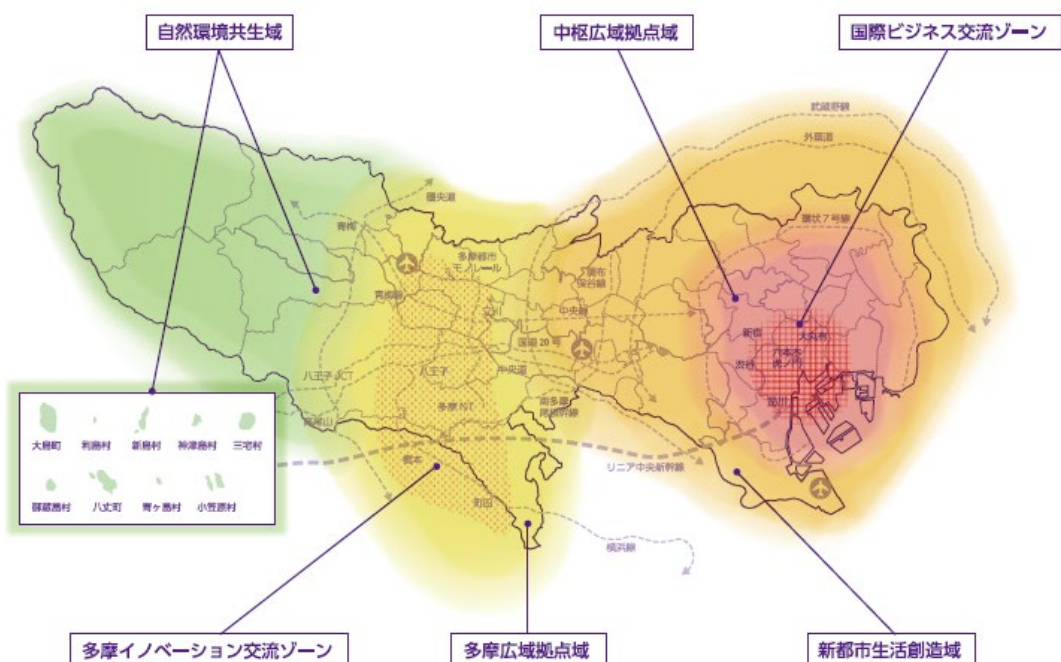 自然環境共生域
中枢広域拠点域
国際ビジネス交流ゾーン
武蔵野線
外環道
圏央道
環状7号線
青梅
多摩都市
モノレール
調布
保谷線
青梅線
立川
中央線
新宿
大丸有
国道20号
六本木
虎ノ門
渋谷
八王子JCT
八王子
中央道
品川
多摩NT
南多摩
尾根幹線
高尾山
大島町
利島村
新島村
神津島村
三宅村
橋本
リニア中央新幹線
御蔵島村
八丈町
青ヶ島村
小笠原村
町田
横浜線
多摩イノベーション交流ゾーン
多摩広域拠点域
新都市生活創造域